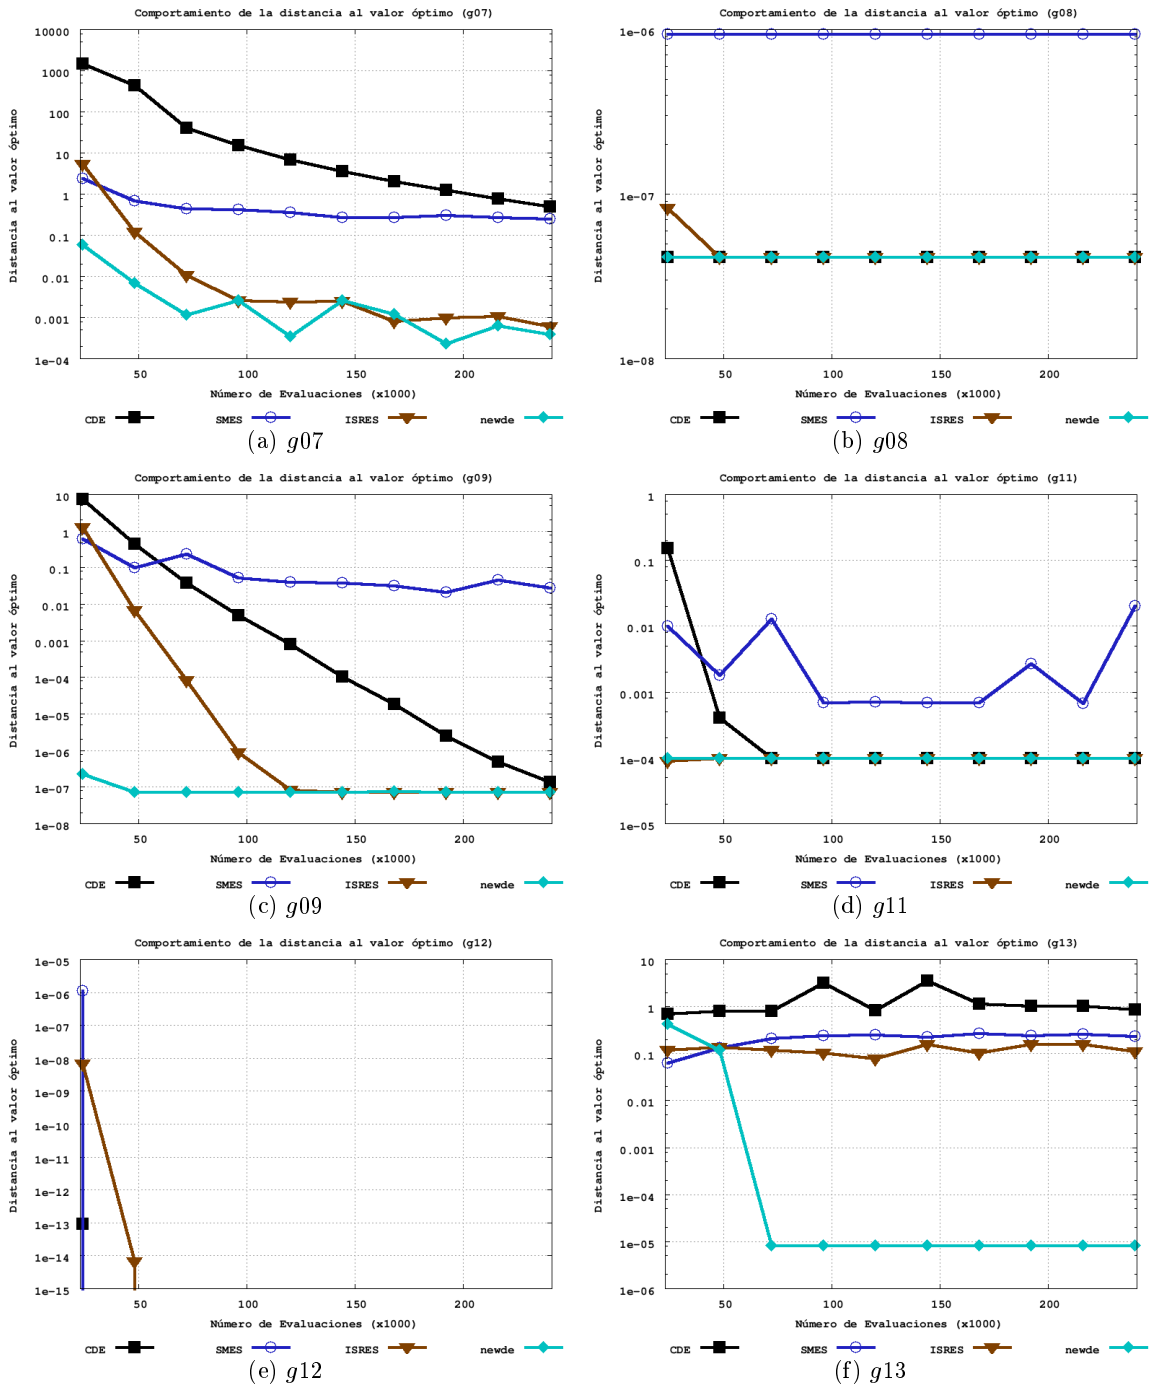 Comportamiento de la distancia al valor óptimo (g07)
10000
1000
100
10
1
0.1
0.01
0.001
1e-04
Distancia al valor óptimo
50 100 150 200
Número de Evaluaciones (x1000)
CDE SMES ISRES newde
(a) g07
Comportamiento de la distancia al valor óptimo (g08)
1e-06
1e-07
1e-08
Distancia al valor óptimo
50 100 150 200
Número de Evaluaciones (x1000)
CDE SMES ISRES newde
(b) g08
Comportamiento de la distancia al valor óptimo (g09)
10
1
0.1
0.01
0.001
1e-04
1e-05
1e-06
1e-07
1e-08
Distancia al valor óptimo
50 100 150 200
Número de Evaluaciones (x1000)
CDE SMES ISRES newde
(c) g09
Comportamiento de la distancia al valor óptimo (g11)
1
0.1
0.01
0.001
1e-04
1e-05
Distancia al valor óptimo
50 100 150 200
Número de Evaluaciones (x1000)
CDE SMES ISRES newde
(d) g11
Comportamiento de la distancia al valor óptimo (g12)
1e-05
1e-06
1e-07
1e-08
1e-09
1e-10
1e-11
1e-12
1e-13
1e-14
1e-15
Distancia al valor óptimo
50 100 150 200
Número de Evaluaciones (x1000)
CDE SMES ISRES newde
(e) g12
Comportamiento de la distancia al valor óptimo (g13)
10
1
0.1
0.01
0.001
1e-04
1e-05
1e-06
Distancia al valor óptimo
50 100 150 200
Número de Evaluaciones (x1000)
CDE SMES ISRES newde
(f) g13